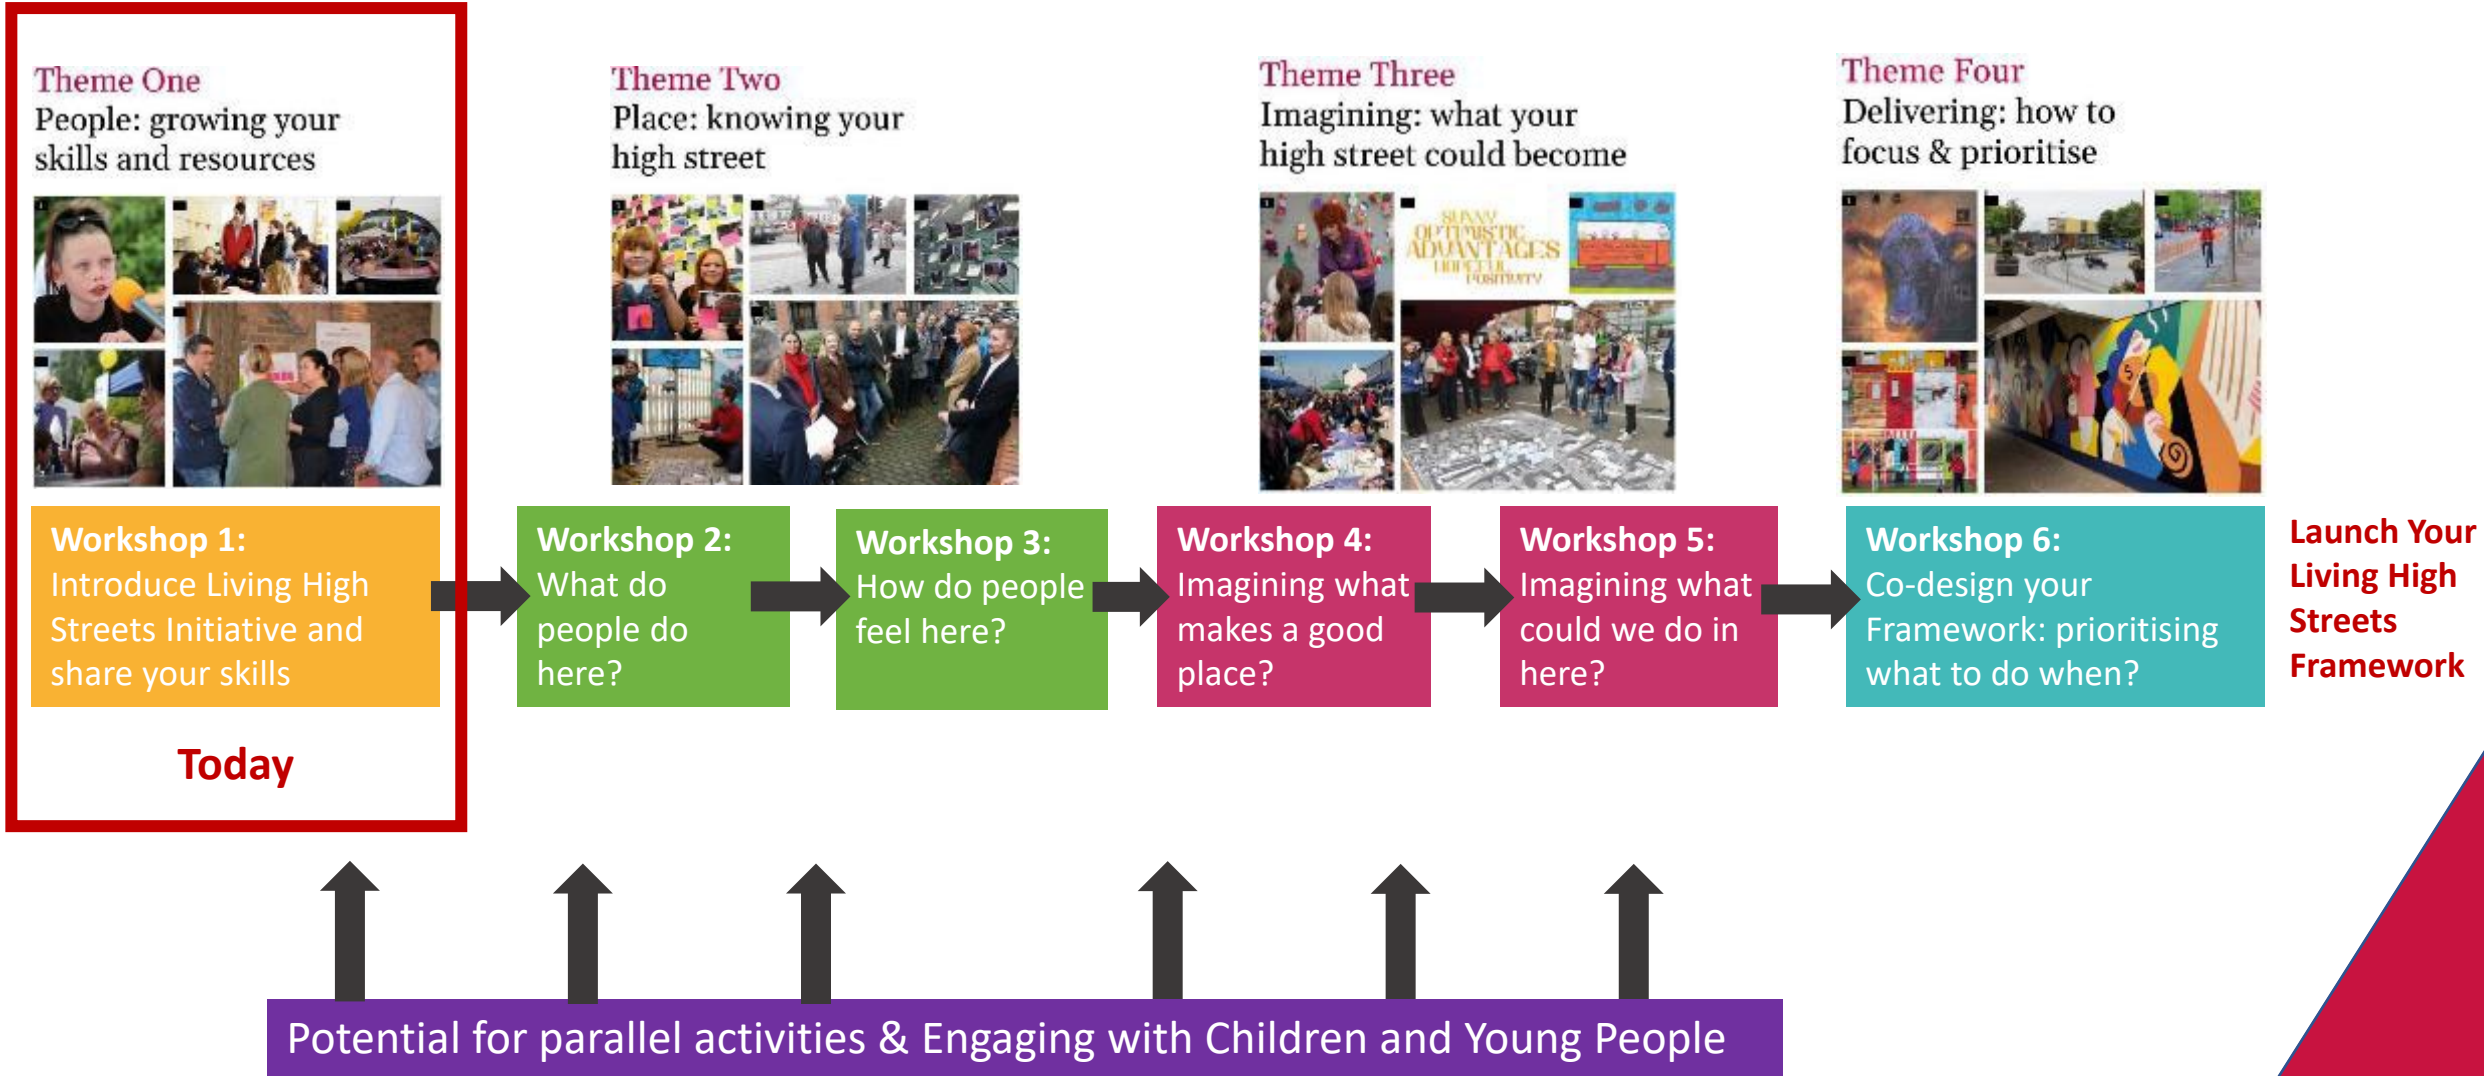 Theme One
People: growing your
skills and resources
Theme Two
Place: knowing your
high street
Theme Three
Imagining: what your
high street could become
Theme Four
Delivering: how to
focus & prioritise
SUNNY
OPTIMISTIC
ADVANTAGES
HOPEFUL
POSITIVITY
Workshop 1:
Introduce Living High
Streets Initiative and
share your skills
Workshop 2:
What do
people do
here?
Workshop 3:
How do people
feel here?
Workshop 4:
Imagining what
makes a good
place?
Workshop 5:
Imagining what
could we do in
here?
Workshop 6:
Co-design your
Framework: prioritising
what to do when?
Launch Your
Living High
Streets
Framework
Today
Potential for parallel activities & Engaging with Children and Young People